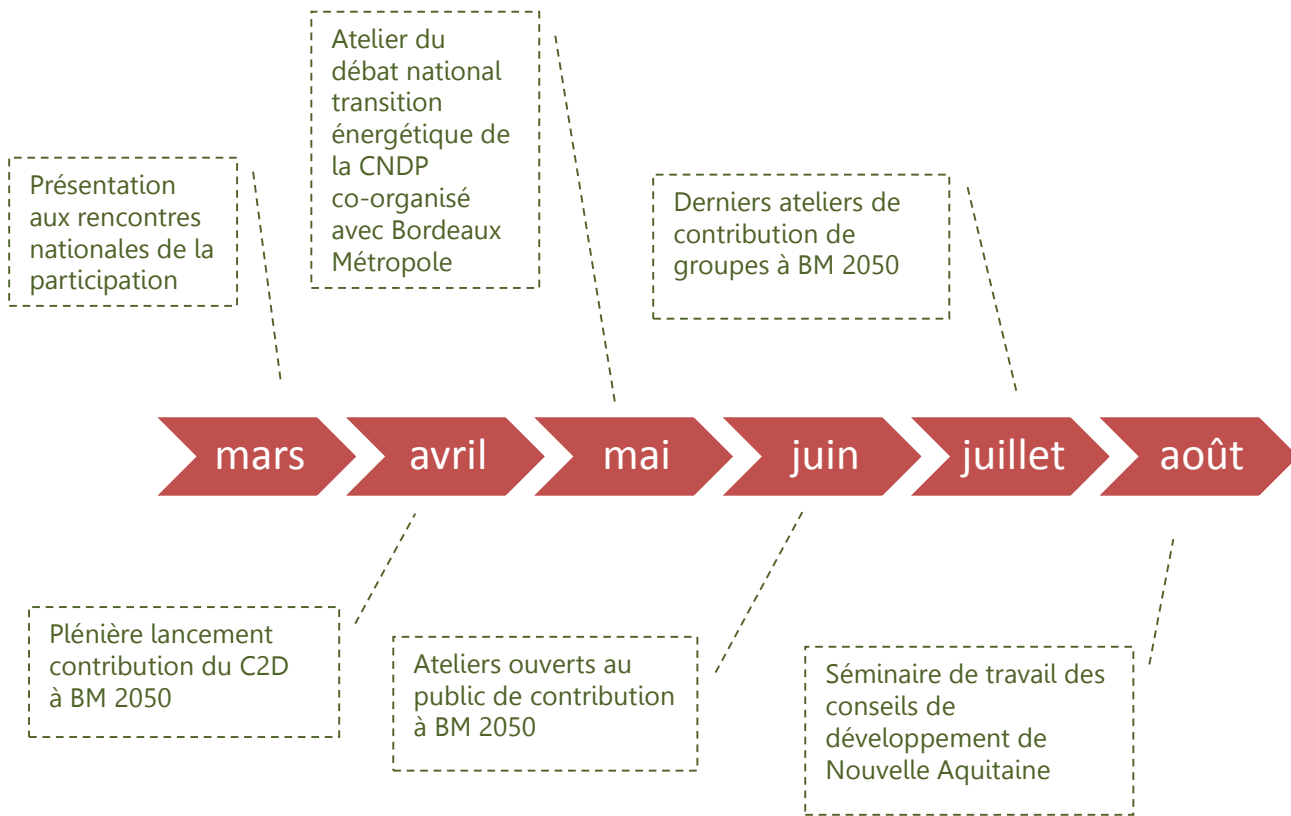 Atelier du
débat national
transition
énergétique de
la CNDP
co-organisé
avec Bordeaux
Métropole
Présentation
aux rencontres
nationales de la
participation
Derniers ateliers de
contribution de
groupes à BM 2050
mars
avril
mai
juin
juillet
août
Plénière lancement
contribution du C2D
à BM 2050
Ateliers ouverts au
public de contribution
à BM 2050
Séminaire de travail des
conseils de
développement de
Nouvelle Aquitaine